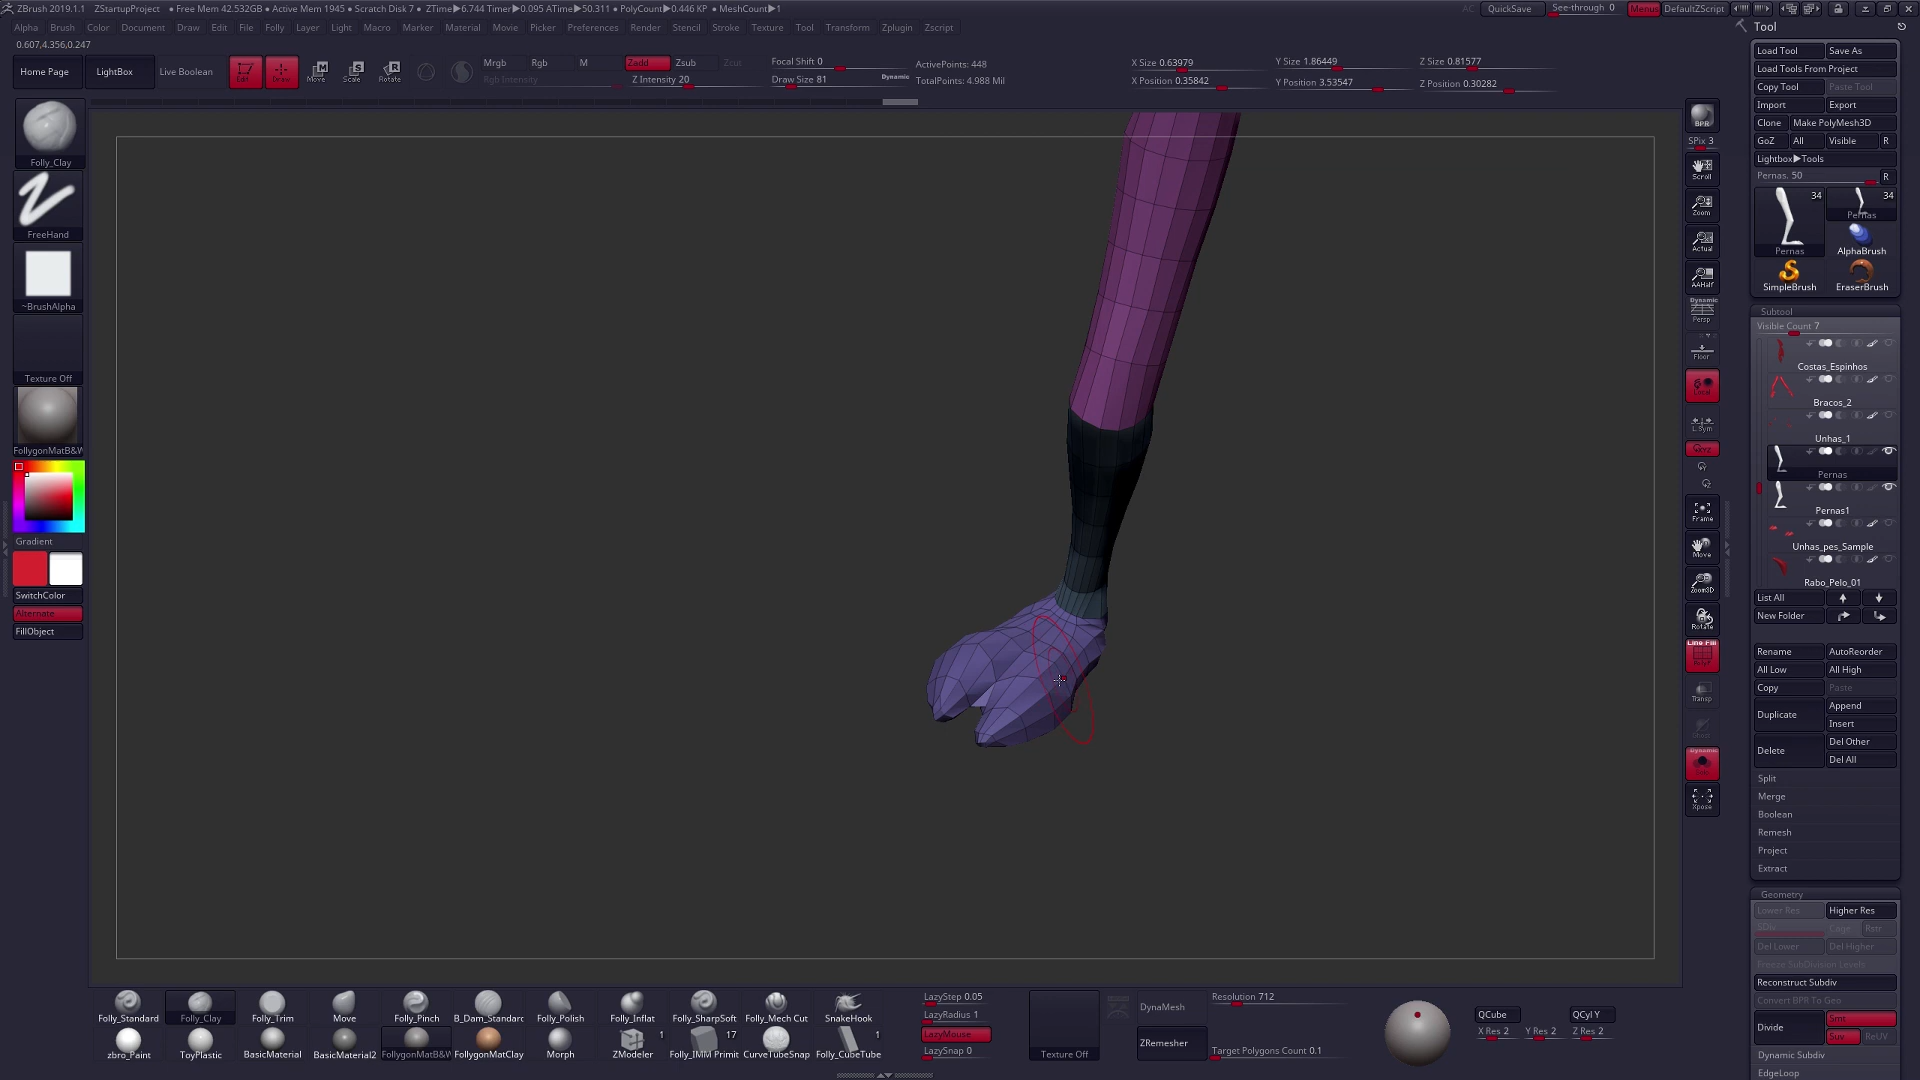 ZBrush 2019.1.1 ZStartupProject • Free Mem 42.532GB • Active Mem 1945 • Scratch Disk 7 • ZTime▶6.744 Timer▶0.095 ATime▶50.311 • PolyCount▶0.446 KP • MeshCount▶1
AC QuickSave See-through 0 Menus DefaultZScript
Alpha Brush Color Document Draw Edit File Folly Layer Light Macro Marker Material Movie Picker Preferences Render Stencil Stroke Texture Tool Transform Zplugin Zscript
0.607,4.356,0.247
Home Page LightBox Live Boolean Edit Draw Move Scale Rotate
Mrgb Rgb M Zadd Zsub Zcut
Rgb Intensity Z Intensity 20
Focal Shift 0
Draw Size 81 Dynamic
ActivePoints: 448
TotalPoints: 4.988 Mil
X Size 0.63979 Y Size 1.86449 Z Size 0.81577
X Position 0.35842 Y Position 3.53547 Z Position 0.30282
Folly_Clay
FreeHand
~BrushAlpha
Texture Off
FollygonMatB&W
Gradient
SwitchColor
Alternate
FillObject
BPR
SPix 3
Scroll
Zoom
Actual
AAHalf
Dynamic
Persp
Floor
Local
L.Sym
Frame
Move
Zoom3D
Rotate
Line Fill
PolyF
Transp
Dynamic
Solo
Xpose
Tool
Load Tool Save As
Load Tools From Project
Copy Tool Paste Tool
Import Export
Clone Make PolyMesh3D
GoZ All Visible R
Lightbox▶Tools
Pernas. 50 R
34 34
Pernas
Pernas AlphaBrush
SimpleBrush EraserBrush
Subtool
Visible Count 7
Costas_Espinhos
Bracos_2
Unhas_1
Pernas
Pernas1
Unhas_pes_Sample
Rabo_Pelo_01
List All
New Folder
Rename AutoReorder
All Low All High
Copy Paste
Duplicate Append
Insert
Delete Del Other
Del All
Split
Merge
Boolean
Remesh
Project
Extract
Geometry
Lower Res Higher Res
SDiv Cage Rstr
Del Lower Del Higher
Freeze SubDivision Levels
Reconstruct Subdiv
Convert BPR To Geo
Divide Smt
Suv ReUV
Dynamic Subdiv
EdgeLoop
Folly_Standard Folly_Clay Folly_Trim Move Folly_Pinch B_Dam_Standarc Folly_Polish Folly_Inflat Folly_SharpSoft Folly_Mech Cut SnakeHook
zbro_Paint ToyPlastic BasicMaterial BasicMaterial2 FollygonMatB&W FollygonMatClay Morph ZModeler 1 Folly_IMM Primit 17 CurveTubeSnap Folly_CubeTube 1
LazyStep 0.05
LazyRadius 1
LazyMouse
LazySnap 0
Texture Off
DynaMesh Resolution 712
ZRemesher Target Polygons Count 0.1
QCube QCyl Y
X Res 2 Y Res 2 Z Res 2